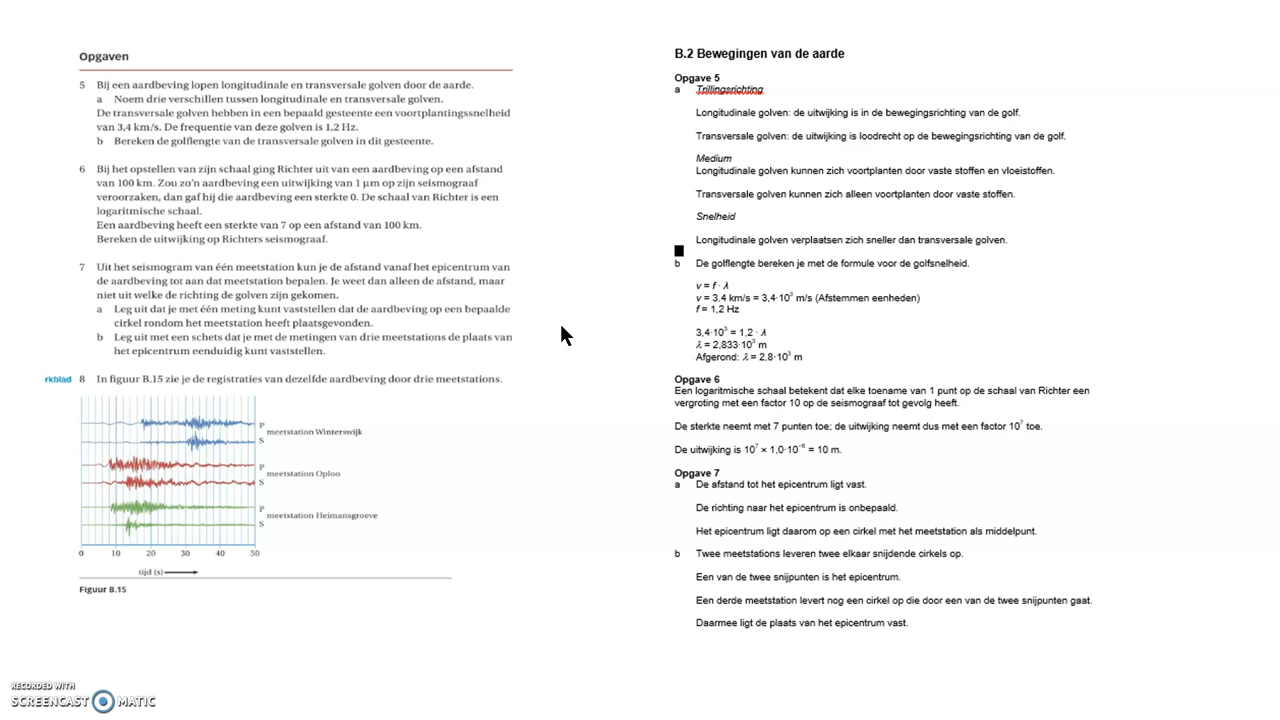 Opgaven
5 Bij een aardbeving lopen longitudinale en transversale golven door de aarde.
a Noem drie verschillen tussen longitudinale en transversale golven.
De transversale golven hebben in een bepaald gesteente een voortplantingssnelheid
van 3,4 km/s. De frequentie van deze golven is 1,2 Hz.
b Bereken de golflengte van de transversale golven in dit gesteente.
6 Bij het opstellen van zijn schaal ging Richter uit van een aardbeving op een afstand
van 100 km. Zou zo'n aardbeving een uitwijking van 1 μm op zijn seismograaf
veroorzaken, dan gaf hij die aardbeving een sterkte 0. De schaal van Richter is een
logaritmische schaal.
Een aardbeving heeft een sterkte van 7 op een afstand van 100 km.
Bereken de uitwijking op Richters seismograaf.
7 Uit het seismogram van één meetstation kun je de afstand vanaf het epicentrum van
de aardbeving tot aan dat meetstation bepalen. Je weet dan alleen de afstand, maar
niet uit welke de richting de golven zijn gekomen.
a Leg uit dat je met één meting kunt vaststellen dat de aardbeving op een bepaalde
cirkel rondom het meetstation heeft plaatsgevonden.
b Leg uit met een schets dat je met de metingen van drie meetstations de plaats van
het epicentrum eenduidig kunt vaststellen.
rkblad 8 In figuur B.15 zie je de registraties van dezelfde aardbeving door drie meetstations.
P
meetstation Winterswijk
S
P
meetstation Oploo
S
P
meetstation Heimansgroeve
S
0 10 20 30 40 50
tijd (s)
Figuur B.15
RECORDED WITH
SCREENCAST MATIC
B.2 Bewegingen van de aarde
Opgave 5
a Trillingsrichting
Longitudinale golven: de uitwijking is in de bewegingsrichting van de golf.
Transversale golven: de uitwijking is loodrecht op de bewegingsrichting van de golf.
Medium
Longitudinale golven kunnen zich voortplanten door vaste stoffen en vloeistoffen.
Transversale golven kunnen zich alleen voortplanten door vaste stoffen.
Snelheid
Longitudinale golven verplaatsen zich sneller dan transversale golven.
b De golflengte bereken je met de formule voor de golfsnelheid.
v = f · λ
v = 3,4 km/s = 3,4·10³ m/s (Afstemmen eenheden)
f = 1,2 Hz
3,4·10³ = 1,2 · λ
λ = 2,833·10³ m
Afgerond: λ = 2,8·10³ m
Opgave 6
Een logaritmische schaal betekent dat elke toename van 1 punt op de schaal van Richter een
vergroting met een factor 10 op de seismograaf tot gevolg heeft.
De sterkte neemt met 7 punten toe; de uitwijking neemt dus met een factor 10⁷ toe.
De uitwijking is 10⁷ × 1,0·10⁻⁶ = 10 m.
Opgave 7
a De afstand tot het epicentrum ligt vast.
De richting naar het epicentrum is onbepaald.
Het epicentrum ligt daarom op een cirkel met het meetstation als middelpunt.
b Twee meetstations leveren twee elkaar snijdende cirkels op.
Een van de twee snijpunten is het epicentrum.
Een derde meetstation levert nog een cirkel op die door een van de twee snijpunten gaat.
Daarmee ligt de plaats van het epicentrum vast.